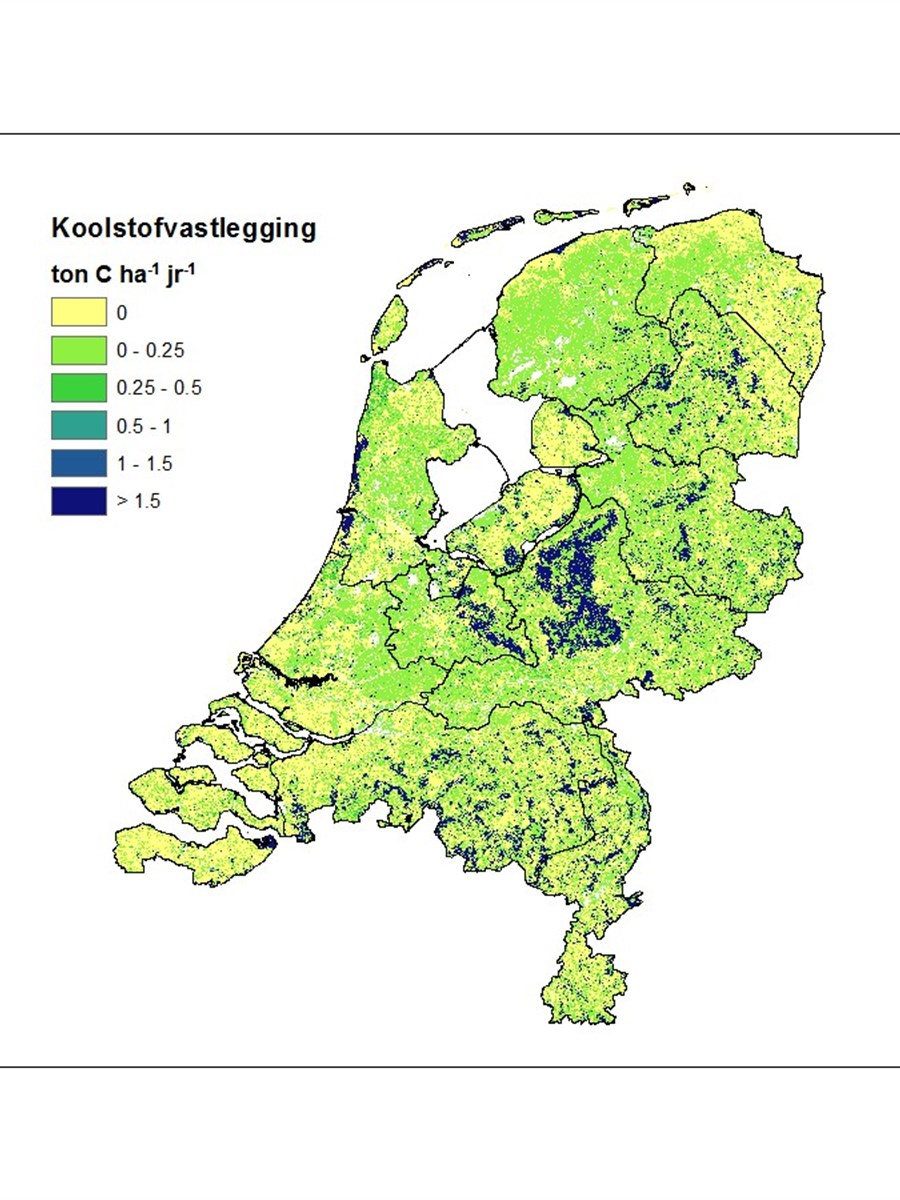 Koolstofvastlegging
ton C ha⁻¹ jr⁻¹
0
0 - 0.25
0.25 - 0.5
0.5 - 1
1 - 1.5
> 1.5